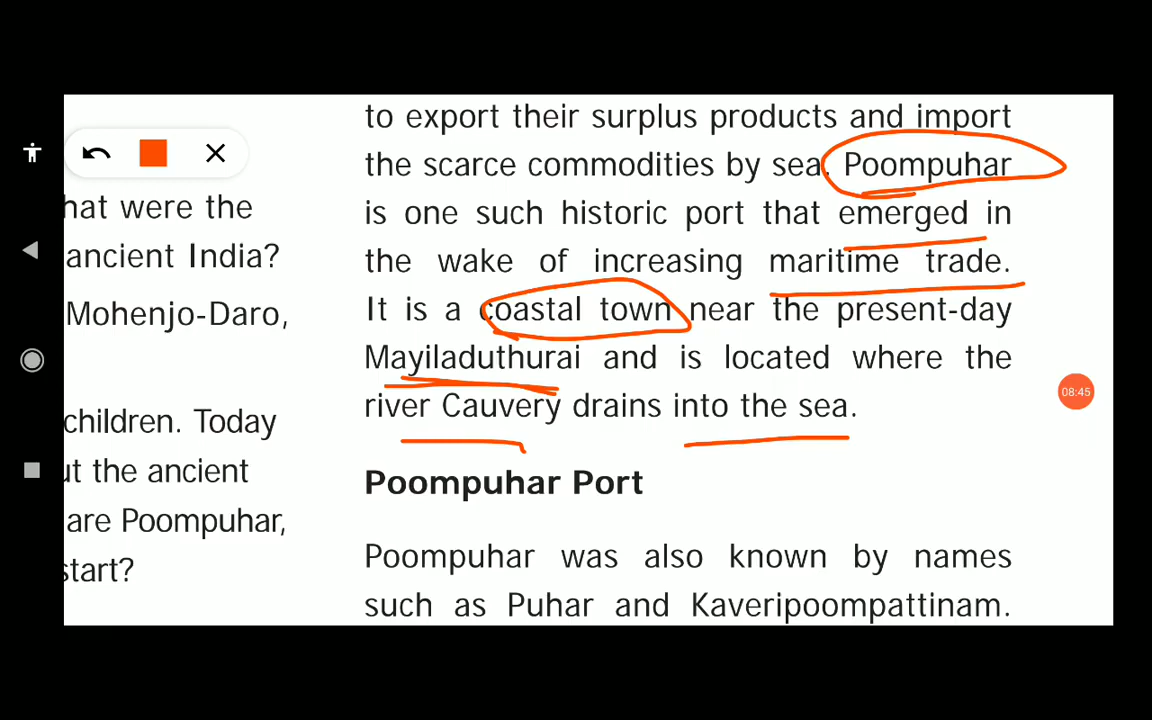 hat were the
ancient India?
Mohenjo-Daro,
children. Today
ut the ancient
are Poompuhar,
start?
to export their surplus products and import
the scarce commodities by sea. Poompuhar
is one such historic port that emerged in
the wake of increasing maritime trade.
It is a coastal town near the present-day
Mayiladuthurai and is located where the
river Cauvery drains into the sea.
Poompuhar Port
Poompuhar was also known by names
such as Puhar and Kaveripoompattinam.
08:45